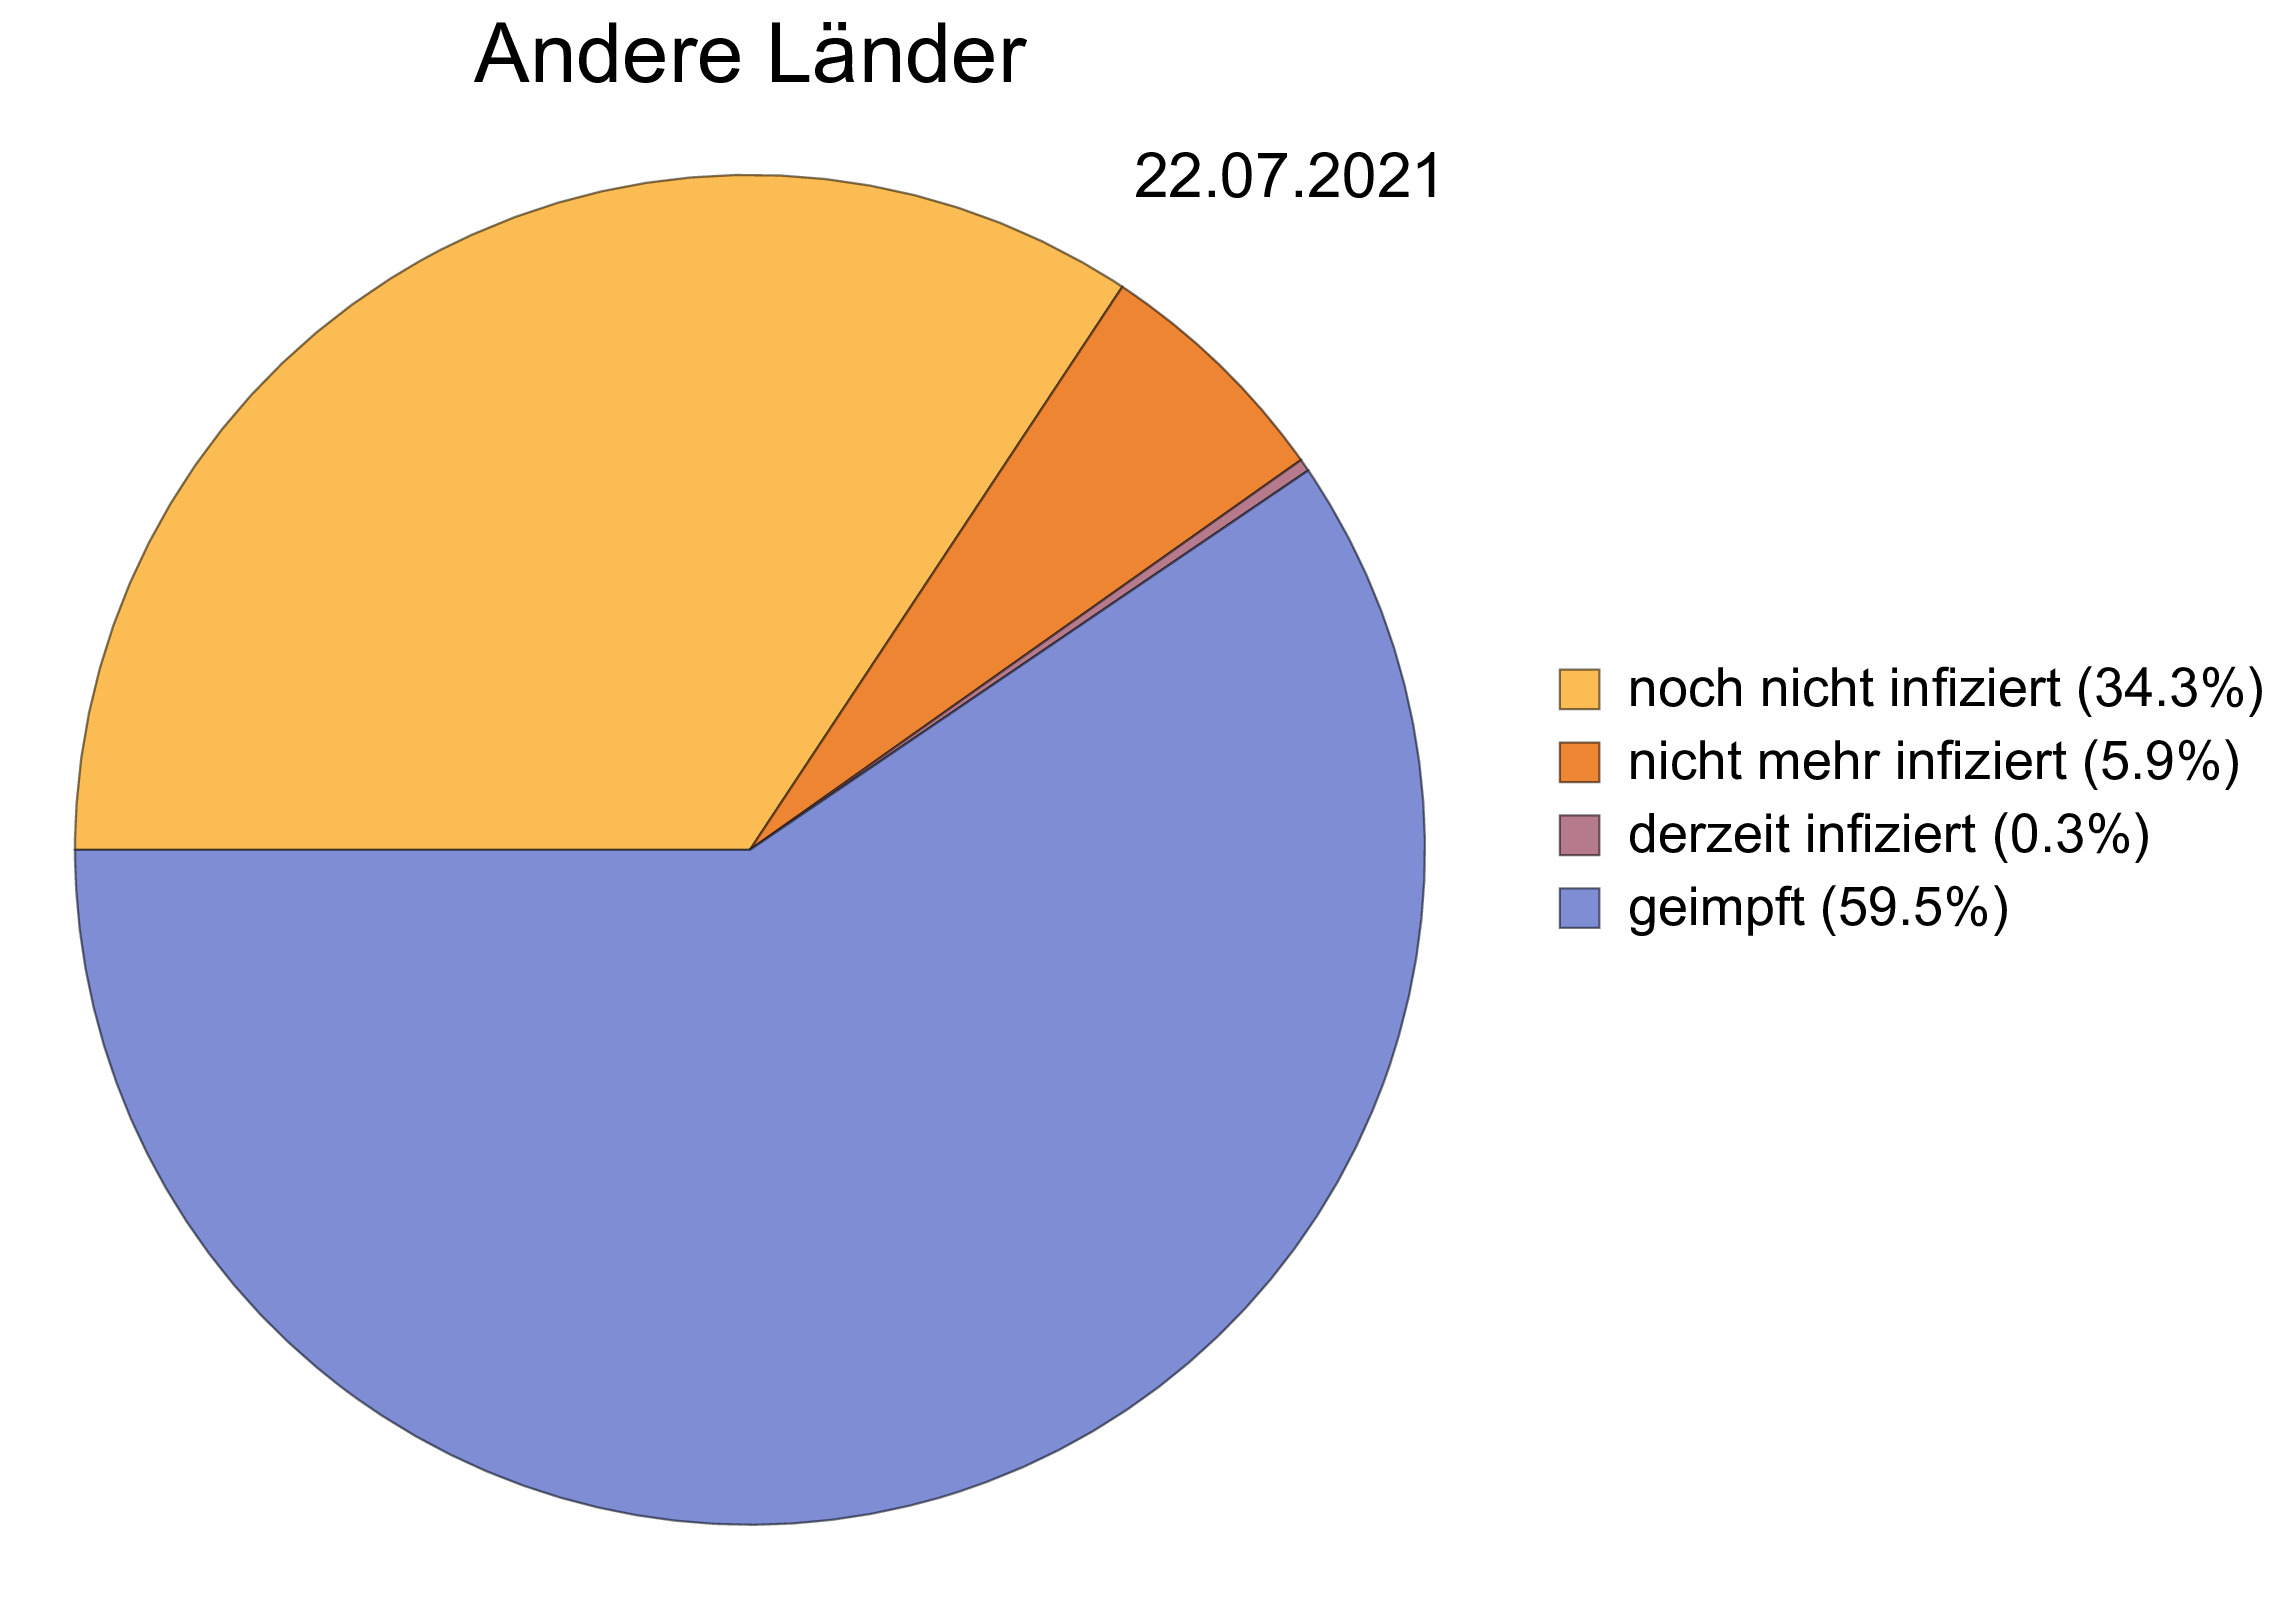 Andere Länder
22.07.2021
noch nicht infiziert (34.3%)
nicht mehr infiziert (5.9%)
derzeit infiziert (0.3%)
geimpft (59.5%)